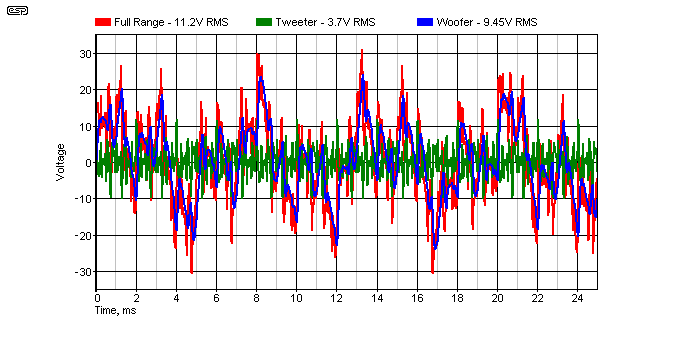 esp
Full Range - 11.2V RMS Tweeter - 3.7V RMS Woofer - 9.45V RMS
30
20
10
0
-10
-20
-30
Voltage
0 2 4 6 8 10 12 14 16 18 20 22 24
Time, ms